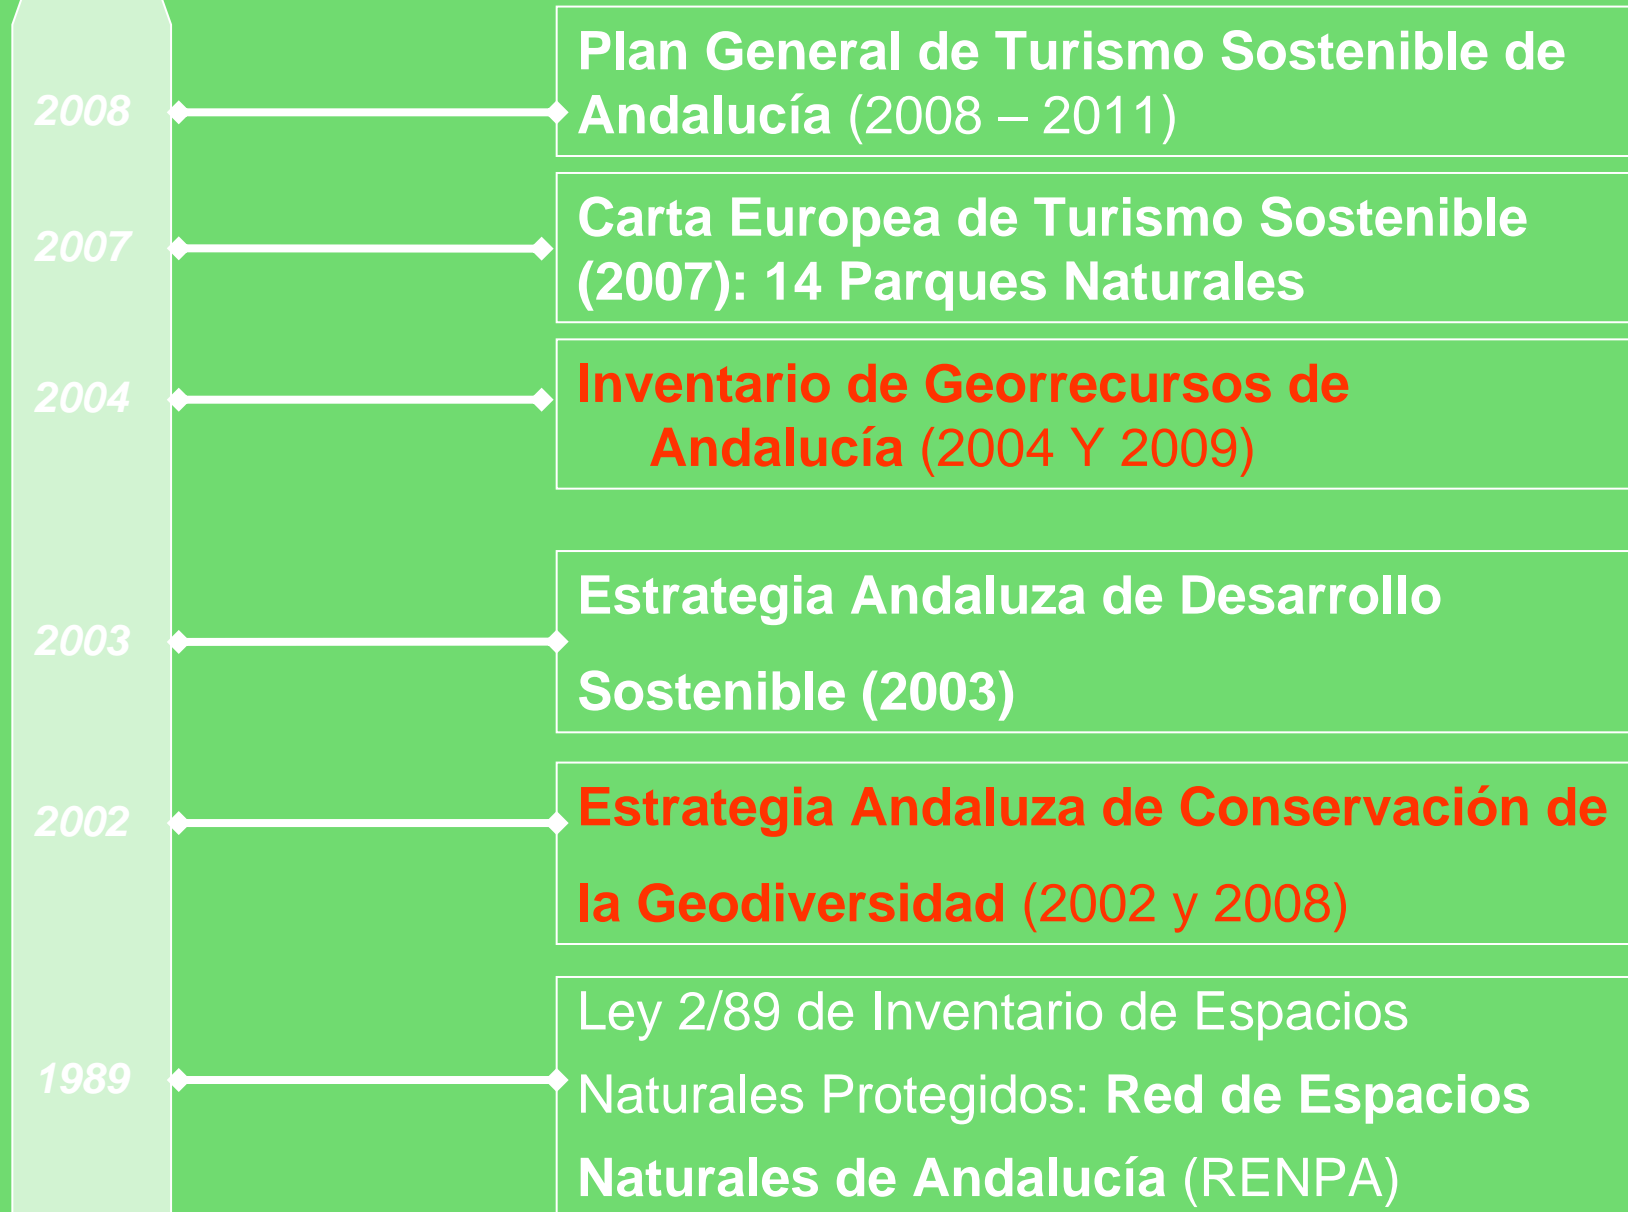 2008
Plan General de Turismo Sostenible de
Andalucía (2008 – 2011)
2007
Carta Europea de Turismo Sostenible
(2007): 14 Parques Naturales
2004
Inventario de Georrecursos de
Andalucía (2004 Y 2009)
2003
Estrategia Andaluza de Desarrollo
Sostenible (2003)
2002
Estrategia Andaluza de Conservación de
la Geodiversidad (2002 y 2008)
1989
Ley 2/89 de Inventario de Espacios
Naturales Protegidos: Red de Espacios
Naturales de Andalucía (RENPA)